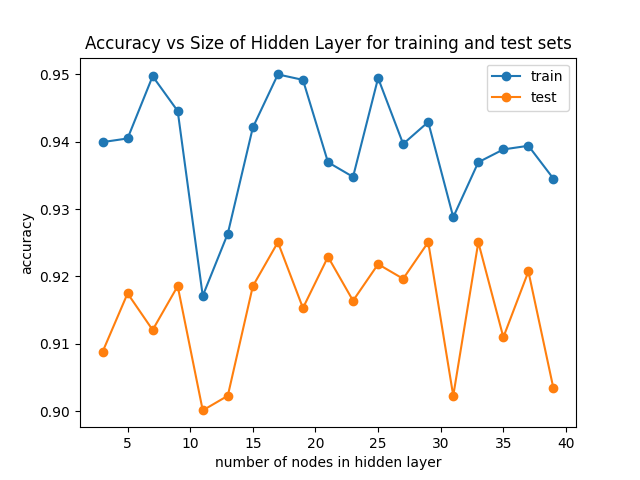 Accuracy vs Size of Hidden Layer for training and test sets
train
test
accuracy
0.95
0.94
0.93
0.92
0.91
0.90
5 10 15 20 25 30 35 40
number of nodes in hidden layer